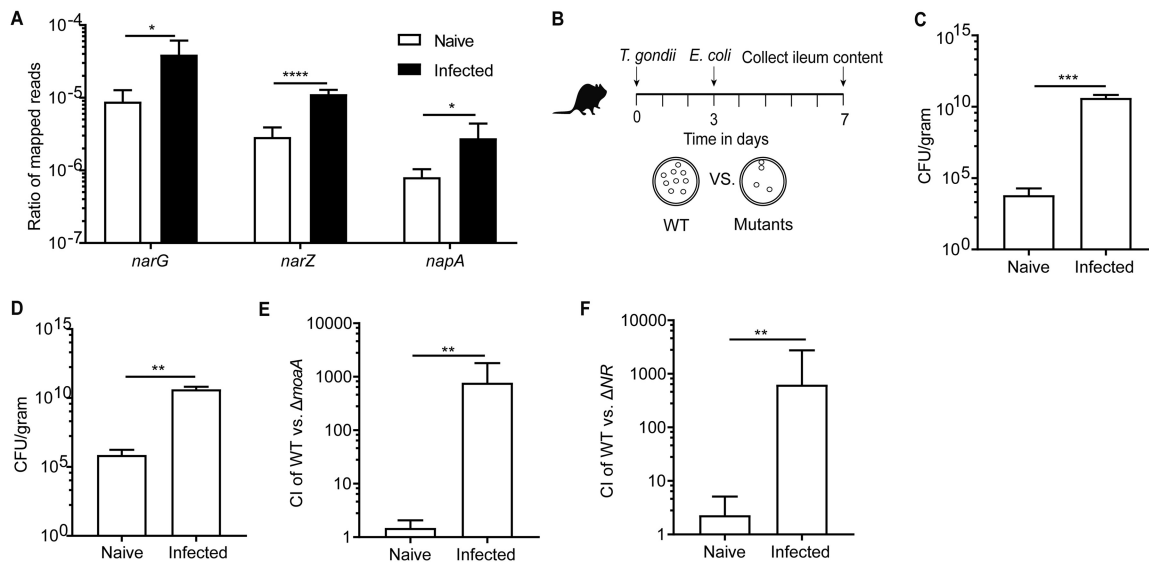 A
Ratio of mapped reads
10-4
10-5
10-6
10-7
*
****
*
Naive
Infected
narG
narZ
napA
B
T. gondii
E. coli
Collect ileum content
0
3
7
Time in days
VS.
WT
Mutants
C
CFU/gram
1015
1010
105
100
***
Naive
Infected
D
CFU/gram
1015
1010
105
100
**
Naive
Infected
E
CI of WT vs. ΔmoaA
10000
1000
100
10
1
**
Naive
Infected
F
CI of WT vs. ΔNR
10000
1000
100
10
1
**
Naive
Infected